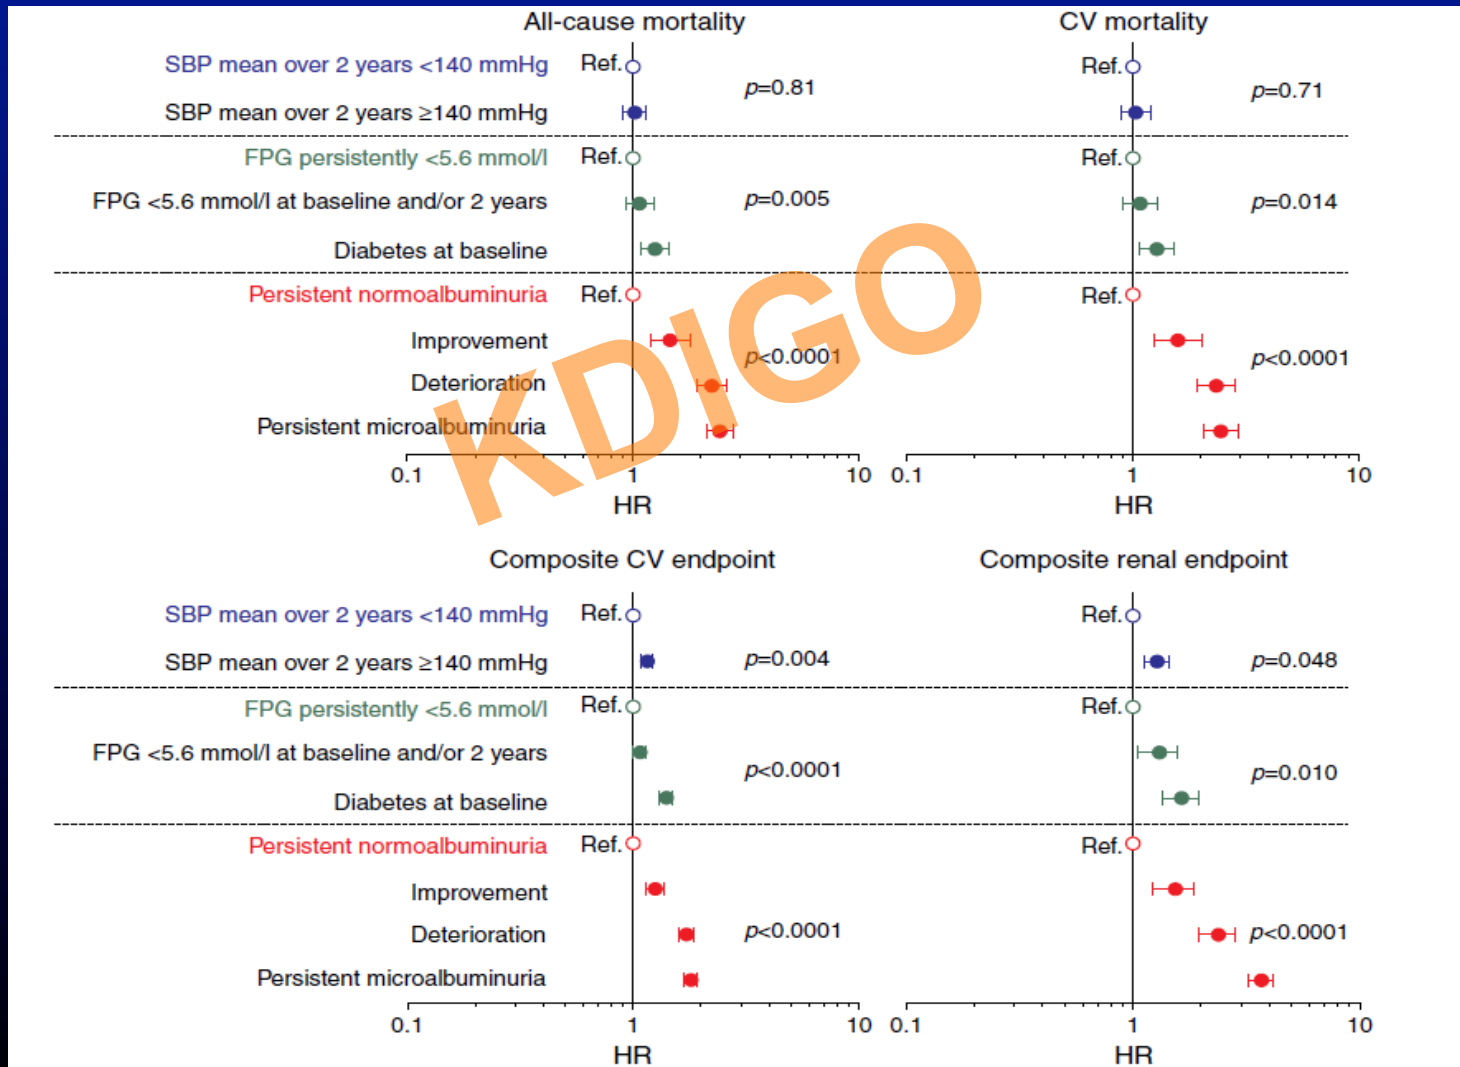 All-cause mortality CV mortality
SBP mean over 2 years <140 mmHg Ref. Ref.
p=0.81 p=0.71
SBP mean over 2 years ≥140 mmHg
FPG persistently <5.6 mmol/l Ref. Ref.
FPG <5.6 mmol/l at baseline and/or 2 years p=0.005 p=0.014
Diabetes at baseline
Persistent normoalbuminuria Ref. Ref.
Improvement
p<0.0001 p<0.0001
Deterioration
Persistent microalbuminuria
KDIGO
0.1 1 10 0.1 1 10
HR HR
Composite CV endpoint Composite renal endpoint
SBP mean over 2 years <140 mmHg Ref. Ref.
SBP mean over 2 years ≥140 mmHg p=0.004 p=0.048
FPG persistently <5.6 mmol/l Ref. Ref.
FPG <5.6 mmol/l at baseline and/or 2 years
p<0.0001 p=0.010
Diabetes at baseline
Persistent normoalbuminuria Ref. Ref.
Improvement
Deterioration p<0.0001 p<0.0001
Persistent microalbuminuria
0.1 1 10 0.1 1 10
HR HR